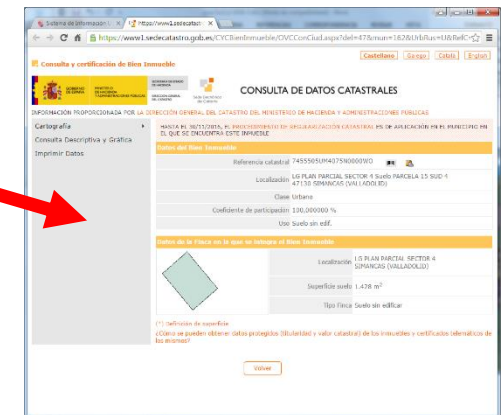 Sistema de Información
https://www1.sedecatastro
https://www1.sedecatastro.gob.es/CYCBienInmueble/OVCConCiud.aspx?del=47&mun=162&UrbRus=U&RefC
Castellano Galego Català English
Consulta y certificación de Bien Inmueble
GOBIERNO DE ESPAÑA
MINISTERIO DE HACIENDA Y ADMINISTRACIONES PÚBLICAS
CONSULTA DE DATOS CATASTRALES
INFORMACIÓN PROPORCIONADA POR LA DIRECCIÓN GENERAL DEL CATASTRO DEL MINISTERIO DE HACIENDA Y ADMINISTRACIONES PÚBLICAS
Cartografía
Consulta Descriptiva y Gráfica
Imprimir Datos
HASTA EL 30/11/2016, EL PROCEDIMIENTO DE REGULARIZACIÓN CATASTRAL ES DE APLICACIÓN EN EL MUNICIPIO EN
EL QUE SE ENCUENTRA ESTE INMUEBLE
Datos del Bien Inmueble
Referencia catastral 7455505UM4075N0000WO
Localización LG PLAN PARCIAL SECTOR 4 Suelo PARCELA 15 SUD-4
47130 SIMANCAS (VALLADOLID)
Clase Urbano
Coeficiente de participación 100,000000 %
Uso Suelo sin edif.
Datos de la Finca en la que se integra el Bien Inmueble
Localización LG PLAN PARCIAL SECTOR 4
SIMANCAS (VALLADOLID)
Superficie suelo 1.428 m²
Tipo Finca Suelo sin edificar
(*) Definición de superficie
¿Cómo se pueden obtener datos protegidos (titularidad y valor catastral) de los inmuebles y certificados telemáticos de
los mismos?
Volver